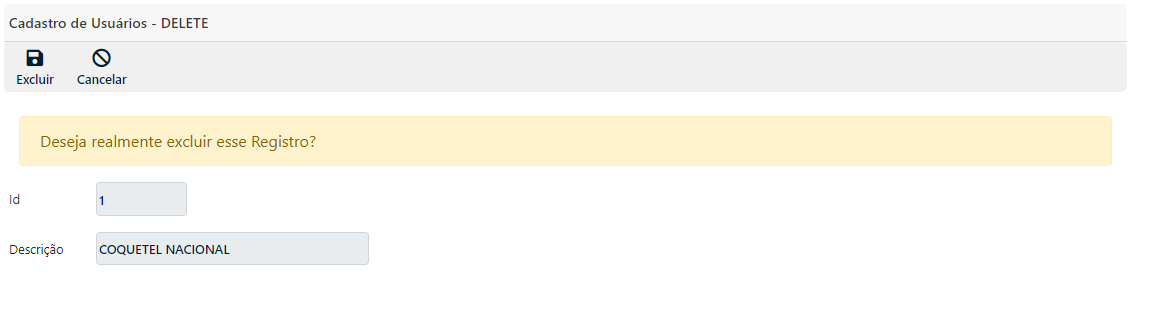 Cadastro de Usuários - DELETE
Excluir Cancelar
Deseja realmente excluir esse Registro?
Id 1
Descrição COQUETEL NACIONAL